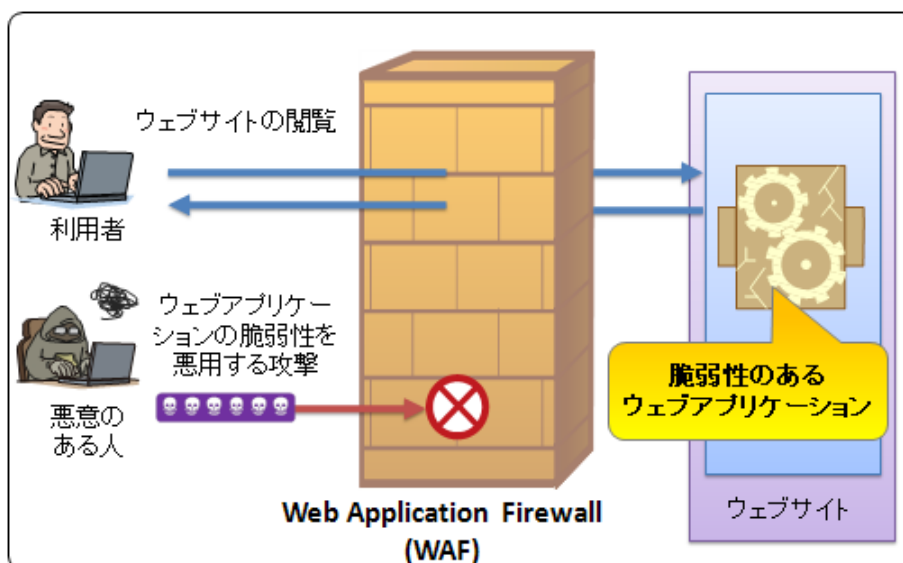 ウェブサイトの閲覧
利用者
ウェブアプリケー
ションの脆弱性を
悪用する攻撃
悪意の
ある人
脆弱性のある
ウェブアプリケーション
ウェブサイト
Web Application Firewall
(WAF)